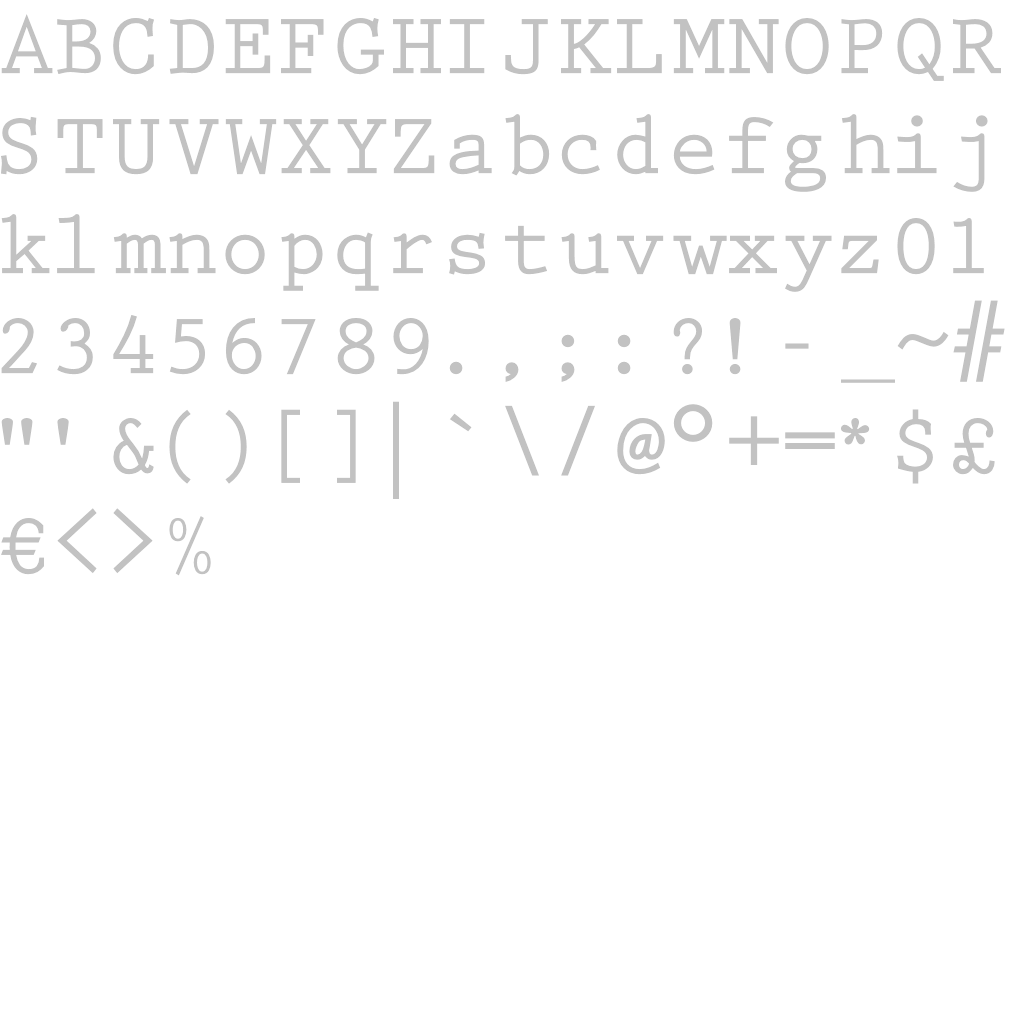 ABCDEFGHIJKLMNOPQR
STUVWXYZabcdefghij
klmnopqrstuvwxyz01
23456789.,;:?!-_~#
"'&()[]|`\/@°+=*$£
€<>%